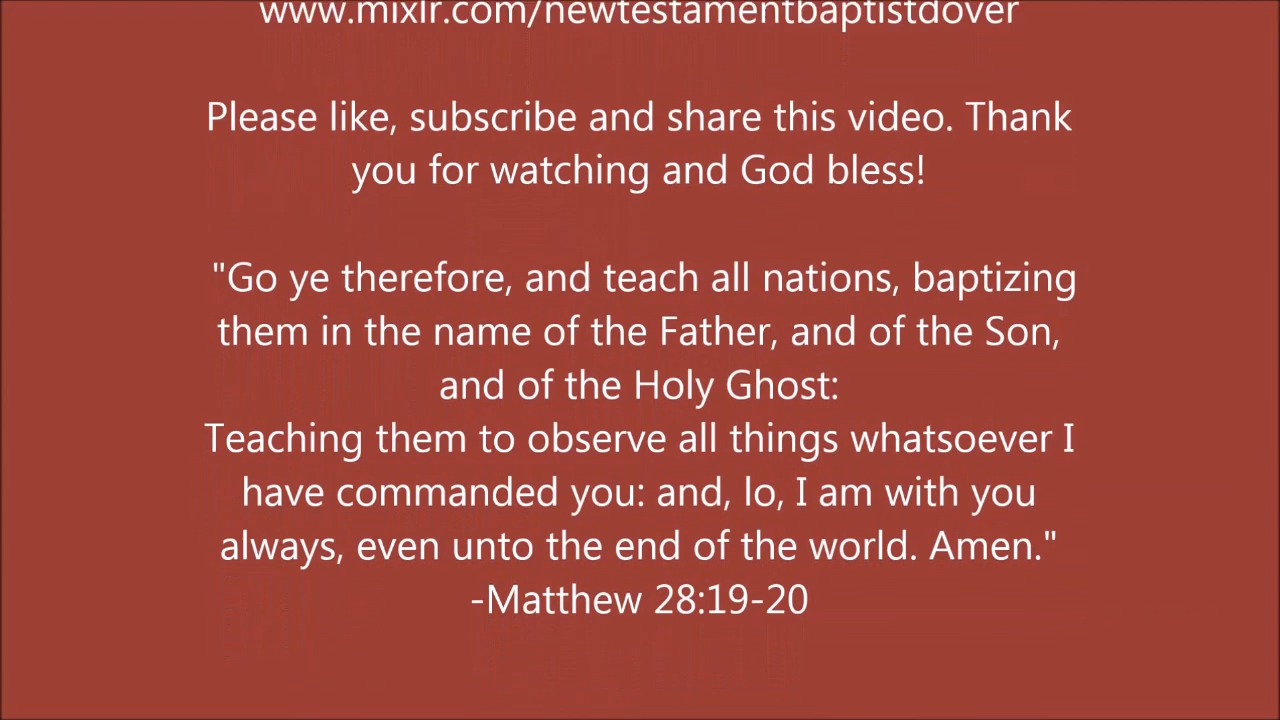 www.mixlr.com/newtestamentbaptistdover
Please like, subscribe and share this video. Thank
you for watching and God bless!
"Go ye therefore, and teach all nations, baptizing
them in the name of the Father, and of the Son,
and of the Holy Ghost:
Teaching them to observe all things whatsoever I
have commanded you: and, lo, I am with you
always, even unto the end of the world. Amen."
-Matthew 28:19-20